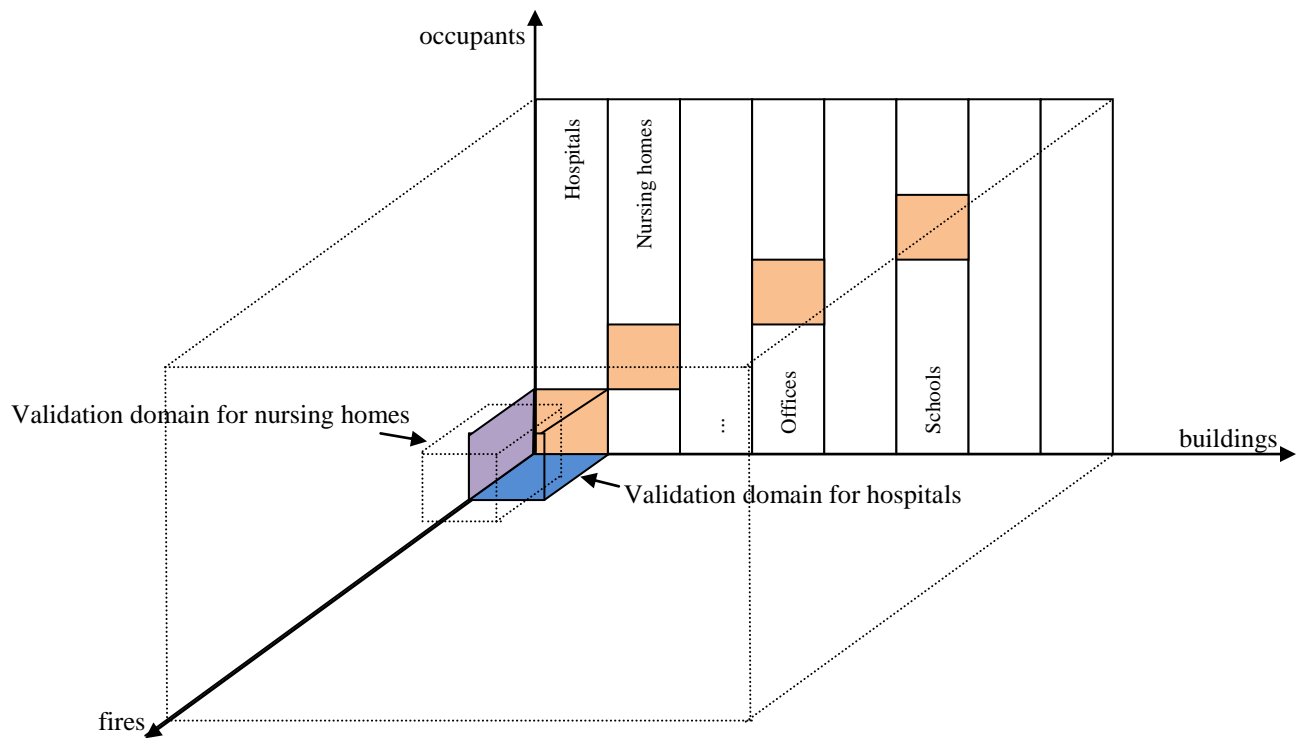 occupants
Hospitals
Nursing homes
...
Offices
Schools
Validation domain for nursing homes
buildings
Validation domain for hospitals
fires